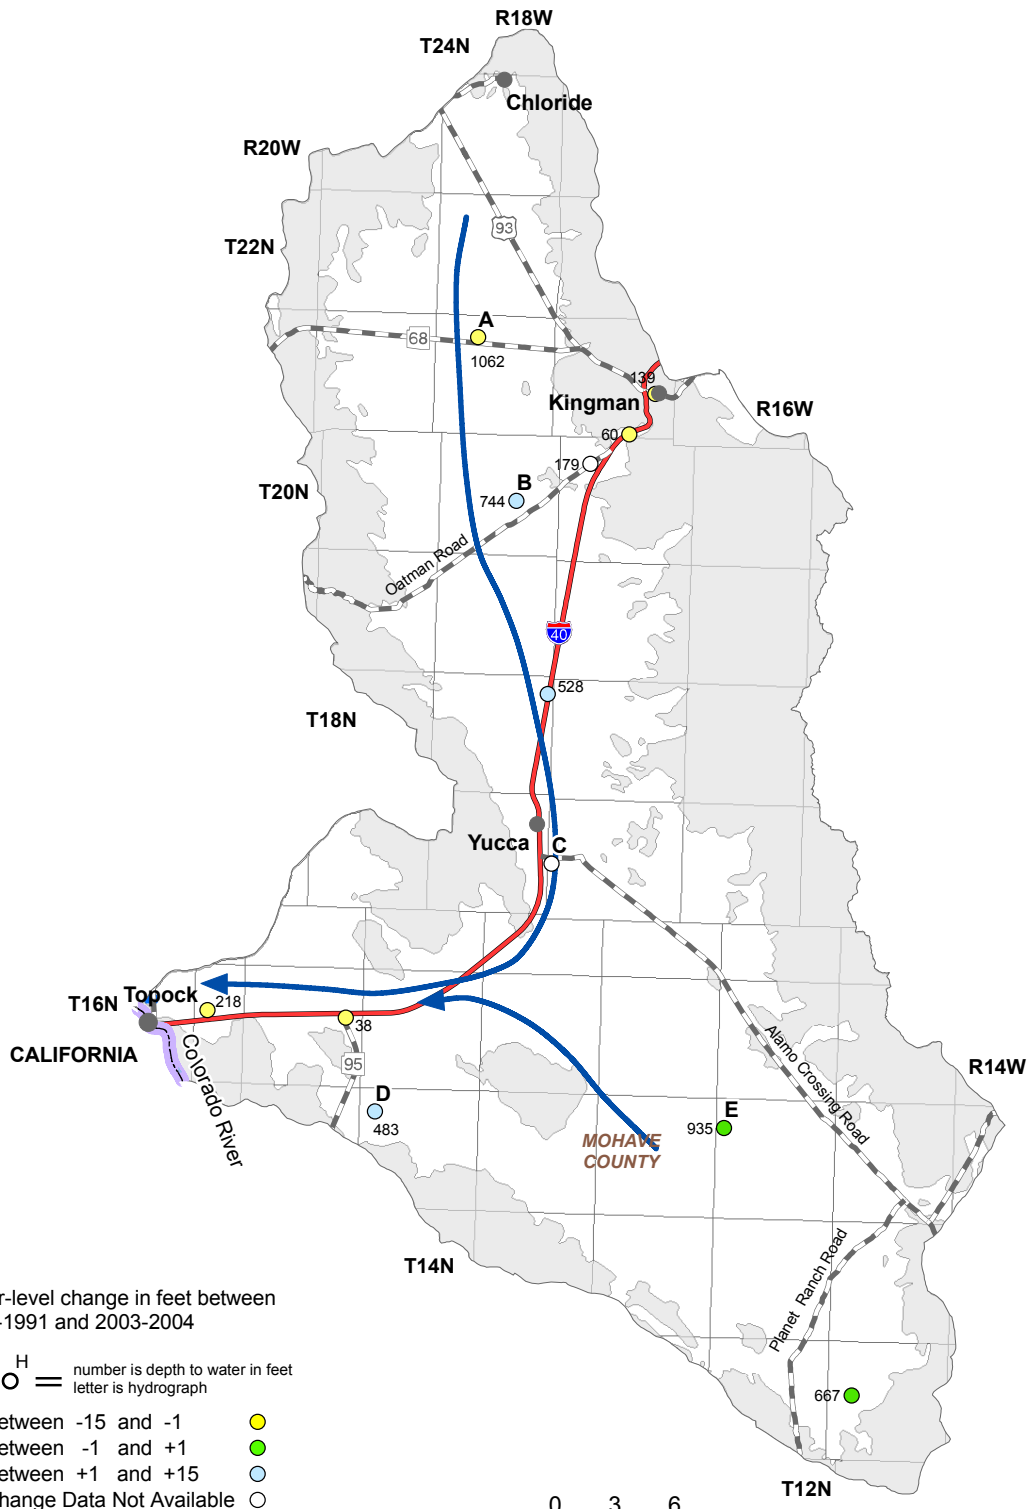 R18W
T24N
Chloride
R20W
93
T22N
A
68
1062
139
Kingman
R16W
60
179
T20N
B
744
Oatman Road
40
528
T18N
Yucca
C
Topock
T16N
218
38
CALIFORNIA
Colorado River
95
Alamo Crossing Road
R14W
D
483
E
935
MOHAVE
COUNTY
T14N
Planet Ranch Road
r-level change in feet between
-1991 and 2003-2004
H
number is depth to water in feet
letter is hydrograph
etween -15 and -1
etween -1 and +1
etween +1 and +15
hange Data Not Available
667
T12N
0 3 6